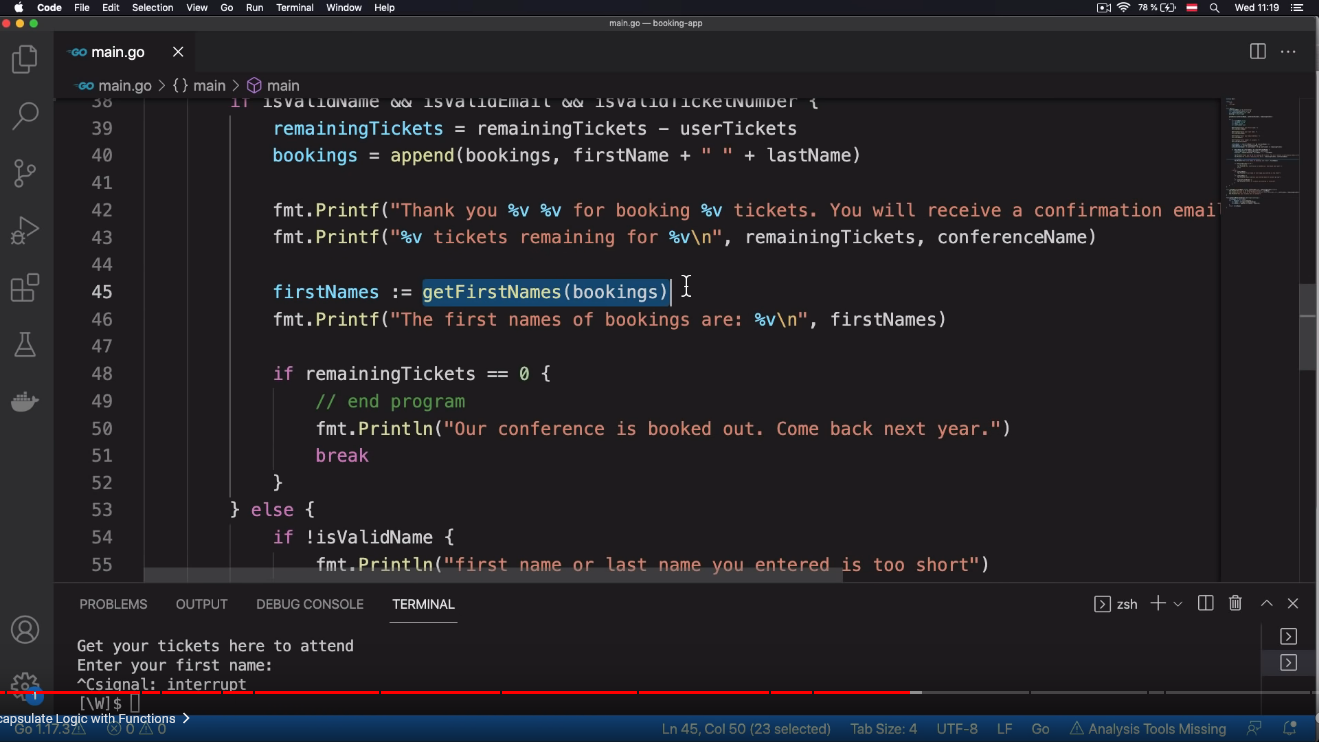 Code File Edit Selection View Go Run Terminal Window Help 78 % Wed 11:19
main.go — booking-app
GO main.go
GO main.go > {} main > main
38 if isValidName && isValidEmail && isValidTicketNumber {
39 remainingTickets = remainingTickets - userTickets
40 bookings = append(bookings, firstName + " " + lastName)
41
42 fmt.Printf("Thank you %v %v for booking %v tickets. You will receive a confirmation emai
43 fmt.Printf("%v tickets remaining for %v\n", remainingTickets, conferenceName)
44
45 firstNames := getFirstNames(bookings)
46 fmt.Printf("The first names of bookings are: %v\n", firstNames)
47
48 if remainingTickets == 0 {
49 // end program
50 fmt.Println("Our conference is booked out. Come back next year.")
51 break
52 }
53 } else {
54 if !isValidName {
55 fmt.Println("first name or last name you entered is too short")
PROBLEMS OUTPUT DEBUG CONSOLE TERMINAL zsh
Get your tickets here to attend
Enter your first name:
^Csignal: interrupt
[\W]$
1
capsulate Logic with Functions >
Go 1.17.3 0 0 Ln 45, Col 50 (23 selected) Tab Size: 4 UTF-8 LF Go Analysis Tools Missing